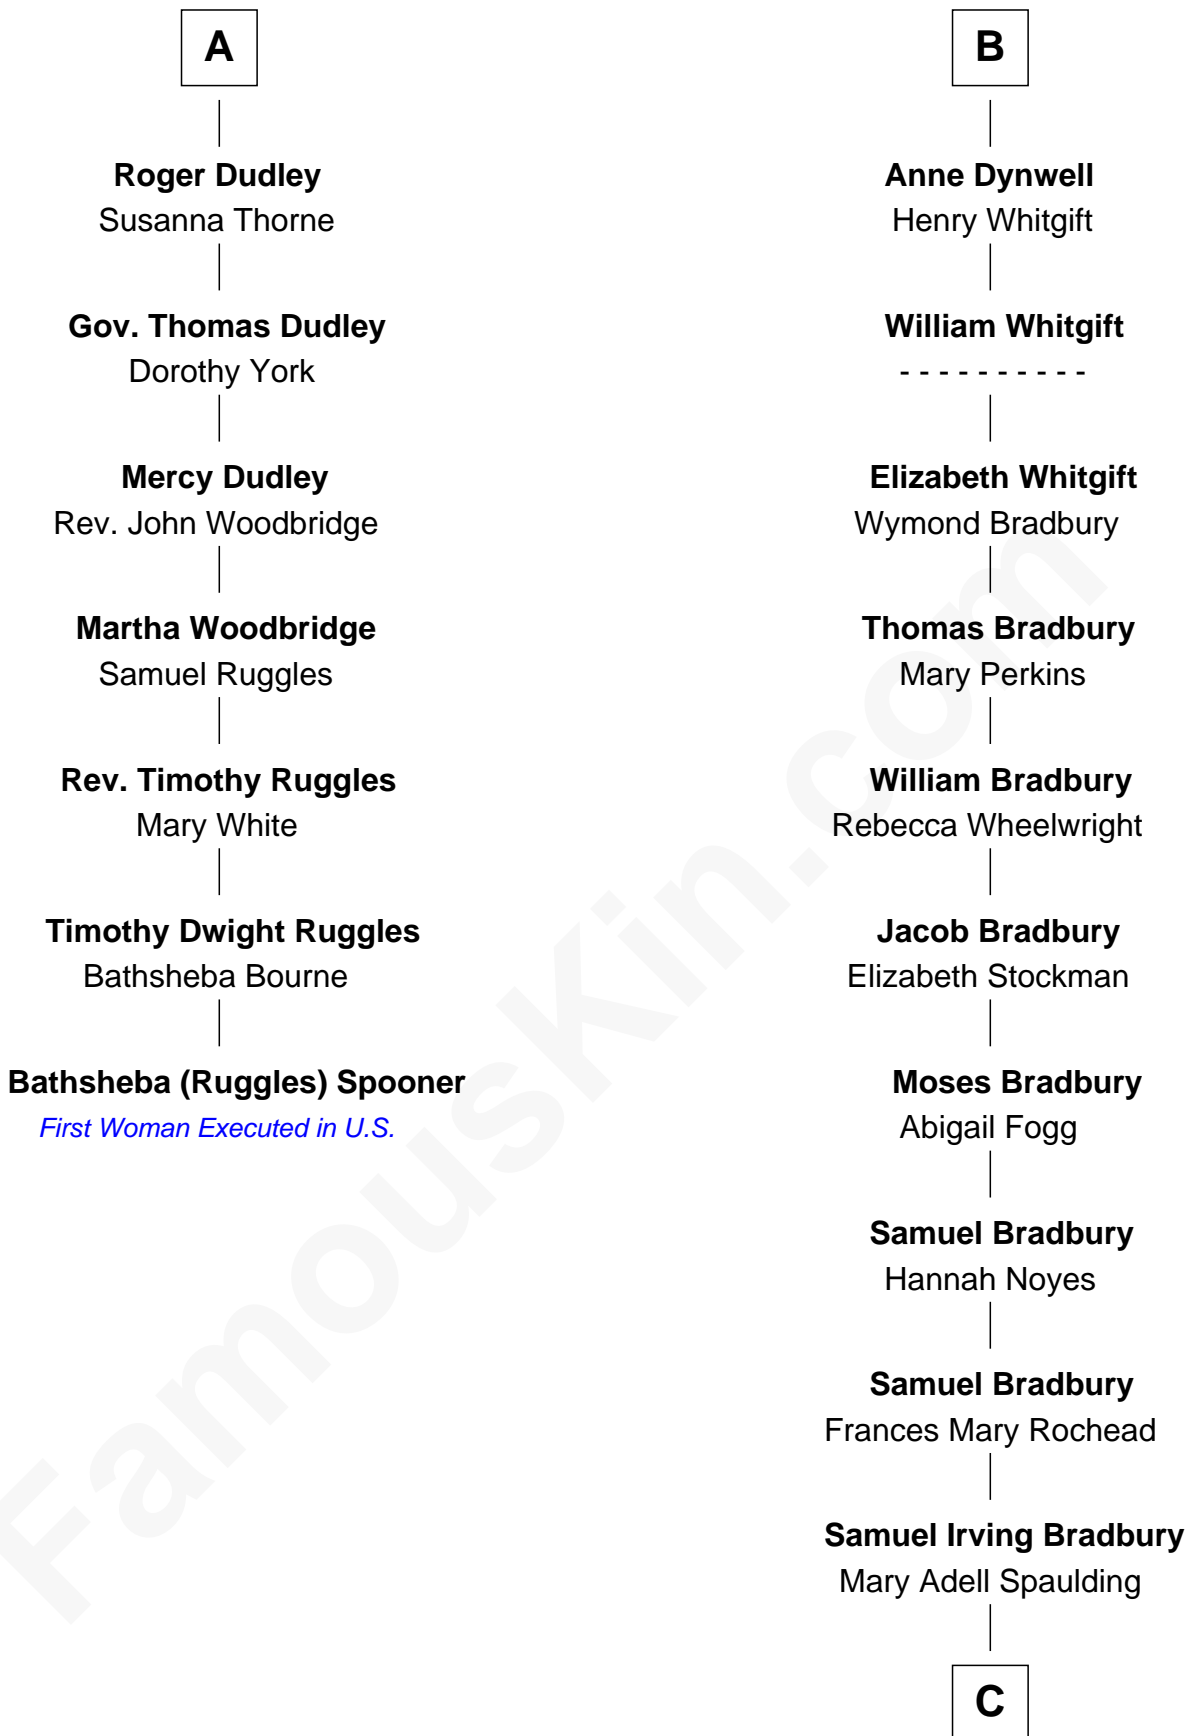 A
Roger Dudley
Susanna Thorne
Gov. Thomas Dudley
Dorothy York
Mercy Dudley
Rev. John Woodbridge
Martha Woodbridge
Samuel Ruggles
Rev. Timothy Ruggles
Mary White
Timothy Dwight Ruggles
Bathsheba Bourne
Bathsheba (Ruggles) Spooner
First Woman Executed in U.S.
B
Anne Dynwell
Henry Whitgift
William Whitgift
- - - - - - - - - -
Elizabeth Whitgift
Wymond Bradbury
Thomas Bradbury
Mary Perkins
William Bradbury
Rebecca Wheelwright
Jacob Bradbury
Elizabeth Stockman
Moses Bradbury
Abigail Fogg
Samuel Bradbury
Hannah Noyes
Samuel Bradbury
Frances Mary Rochead
Samuel Irving Bradbury
Mary Adell Spaulding
C
FamousKin.com